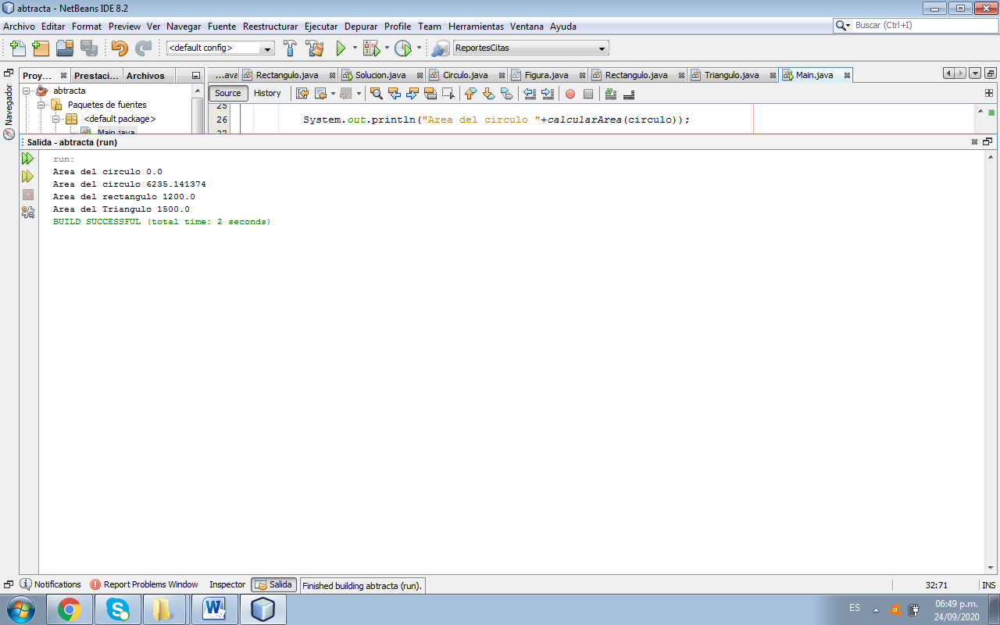 abtracta - NetBeans IDE 8.2
Archivo Editar Format Preview Ver Navegar Fuente Reestructurar Ejecutar Depurar Profile Team Herramientas Ventana Ayuda
Buscar (Ctrl+I)
<default config>
ReportesCitas
Proy... Prestaci... Archivos
...ava Rectangulo.java Solucion.java Circulo.java Figura.java Rectangulo.java Triangulo.java Main.java
Navegador
abtracta
Paquetes de fuentes
<default package>
Main.java
Source History
25
26 System.out.println("Area del circulo "+calcularArea(circulo));
27
Salida - abtracta (run)
run:
Area del circulo 0.0
Area del circulo 6235.141374
Area del rectangulo 1200.0
Area del Triangulo 1500.0
BUILD SUCCESSFUL (total time: 2 seconds)
Notifications Report Problems Window Inspector Salida Finished building abtracta (run). 32:71 INS
ES
06:49 p.m.
24/09/2020